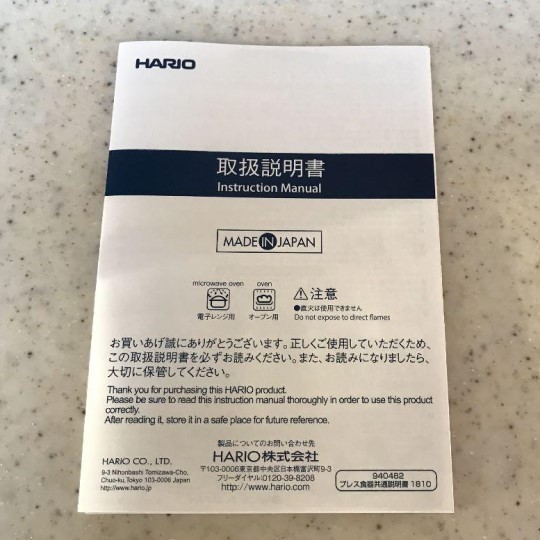 HARIO
取扱説明書
Instruction Manual
MADE IN JAPAN
microwave oven
電子レンジ用
oven
オーブン用
⚠注意
●直火は使用できません
Do not expose to direct flames
お買いあげ誠にありがとうございます。正しくご使用していただくため、
この取扱説明書を必ずお読みください。また、お読みになりましたら、
大切に保管してください。
Thank you for purchasing this HARIO product.
Please be sure to read this instruction manual thoroughly in order to use this product
correctly.
After reading it, store it in a safe place for future reference.
HARIO CO., LTD.
9-3 Nihonbashi Tomizawa-Cho,
Chuo-ku,Tokyo 103-0006 Japan
http://www.hario.jp
製品についてのお問い合わせ先
HARIO株式会社
〒103-0006東京都中央区日本橋富沢町9-3
フリーダイヤル:0120-39-8208
http://www.hario.com
940482
プレス食器共通説明書 1810